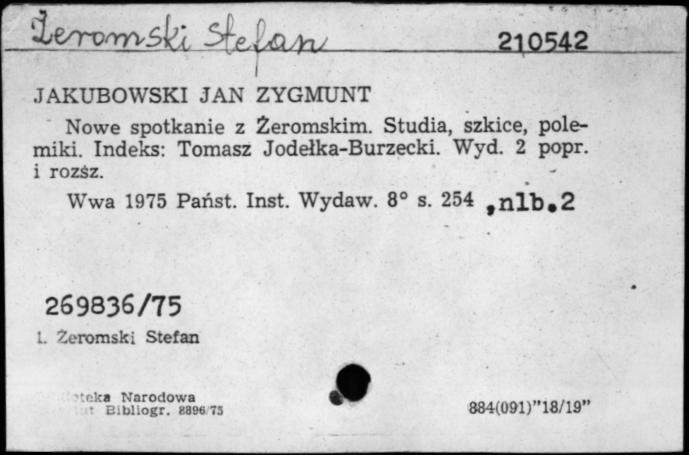 Żeromski Stefan 210542
JAKUBOWSKI JAN ZYGMUNT
Nowe spotkanie z Żeromskim. Studia, szkice, pole-
miki. Indeks: Tomasz Jodełka-Burzecki. Wyd. 2 popr.
i rozsz.
Wwa 1975 Państ. Inst. Wydaw. 8° s. 254 ,nlb.2
269836/75
1. Żeromski Stefan
Narodowa
Bibliogr. 8896/75
884(091)"18/19"